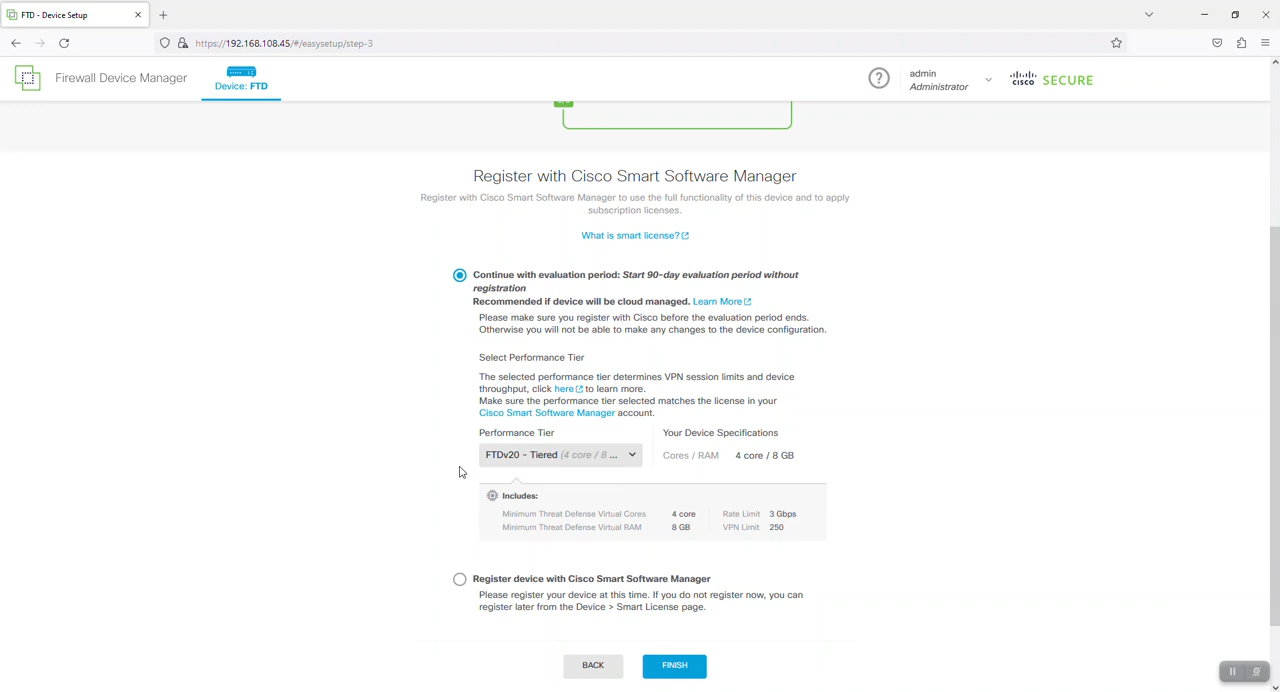 FTD - Device Setup
https://192.168.108.45/#/easysetup/step-3
Firewall Device Manager
Device: FTD
admin
Administrator
cisco SECURE
Register with Cisco Smart Software Manager
Register with Cisco Smart Software Manager to use the full functionality of this device and to apply
subscription licenses.
What is smart license?
Continue with evaluation period: Start 90-day evaluation period without
registration
Recommended if device will be cloud managed. Learn More
Please make sure you register with Cisco before the evaluation period ends.
Otherwise you will not be able to make any changes to the device configuration.
Select Performance Tier
The selected performance tier determines VPN session limits and device
throughput, click here to learn more.
Make sure the performance tier selected matches the license in your
Cisco Smart Software Manager account.
Performance Tier
Your Device Specifications
FTDv20 - Tiered (4 core / 8 ...
Cores / RAM 4 core / 8 GB
Includes:
Minimum Threat Defense Virtual Cores 4 core Rate Limit 3 Gbps
Minimum Threat Defense Virtual RAM 8 GB VPN Limit 250
Register device with Cisco Smart Software Manager
Please register your device at this time. If you do not register now, you can
register later from the Device > Smart License page.
BACK
FINISH